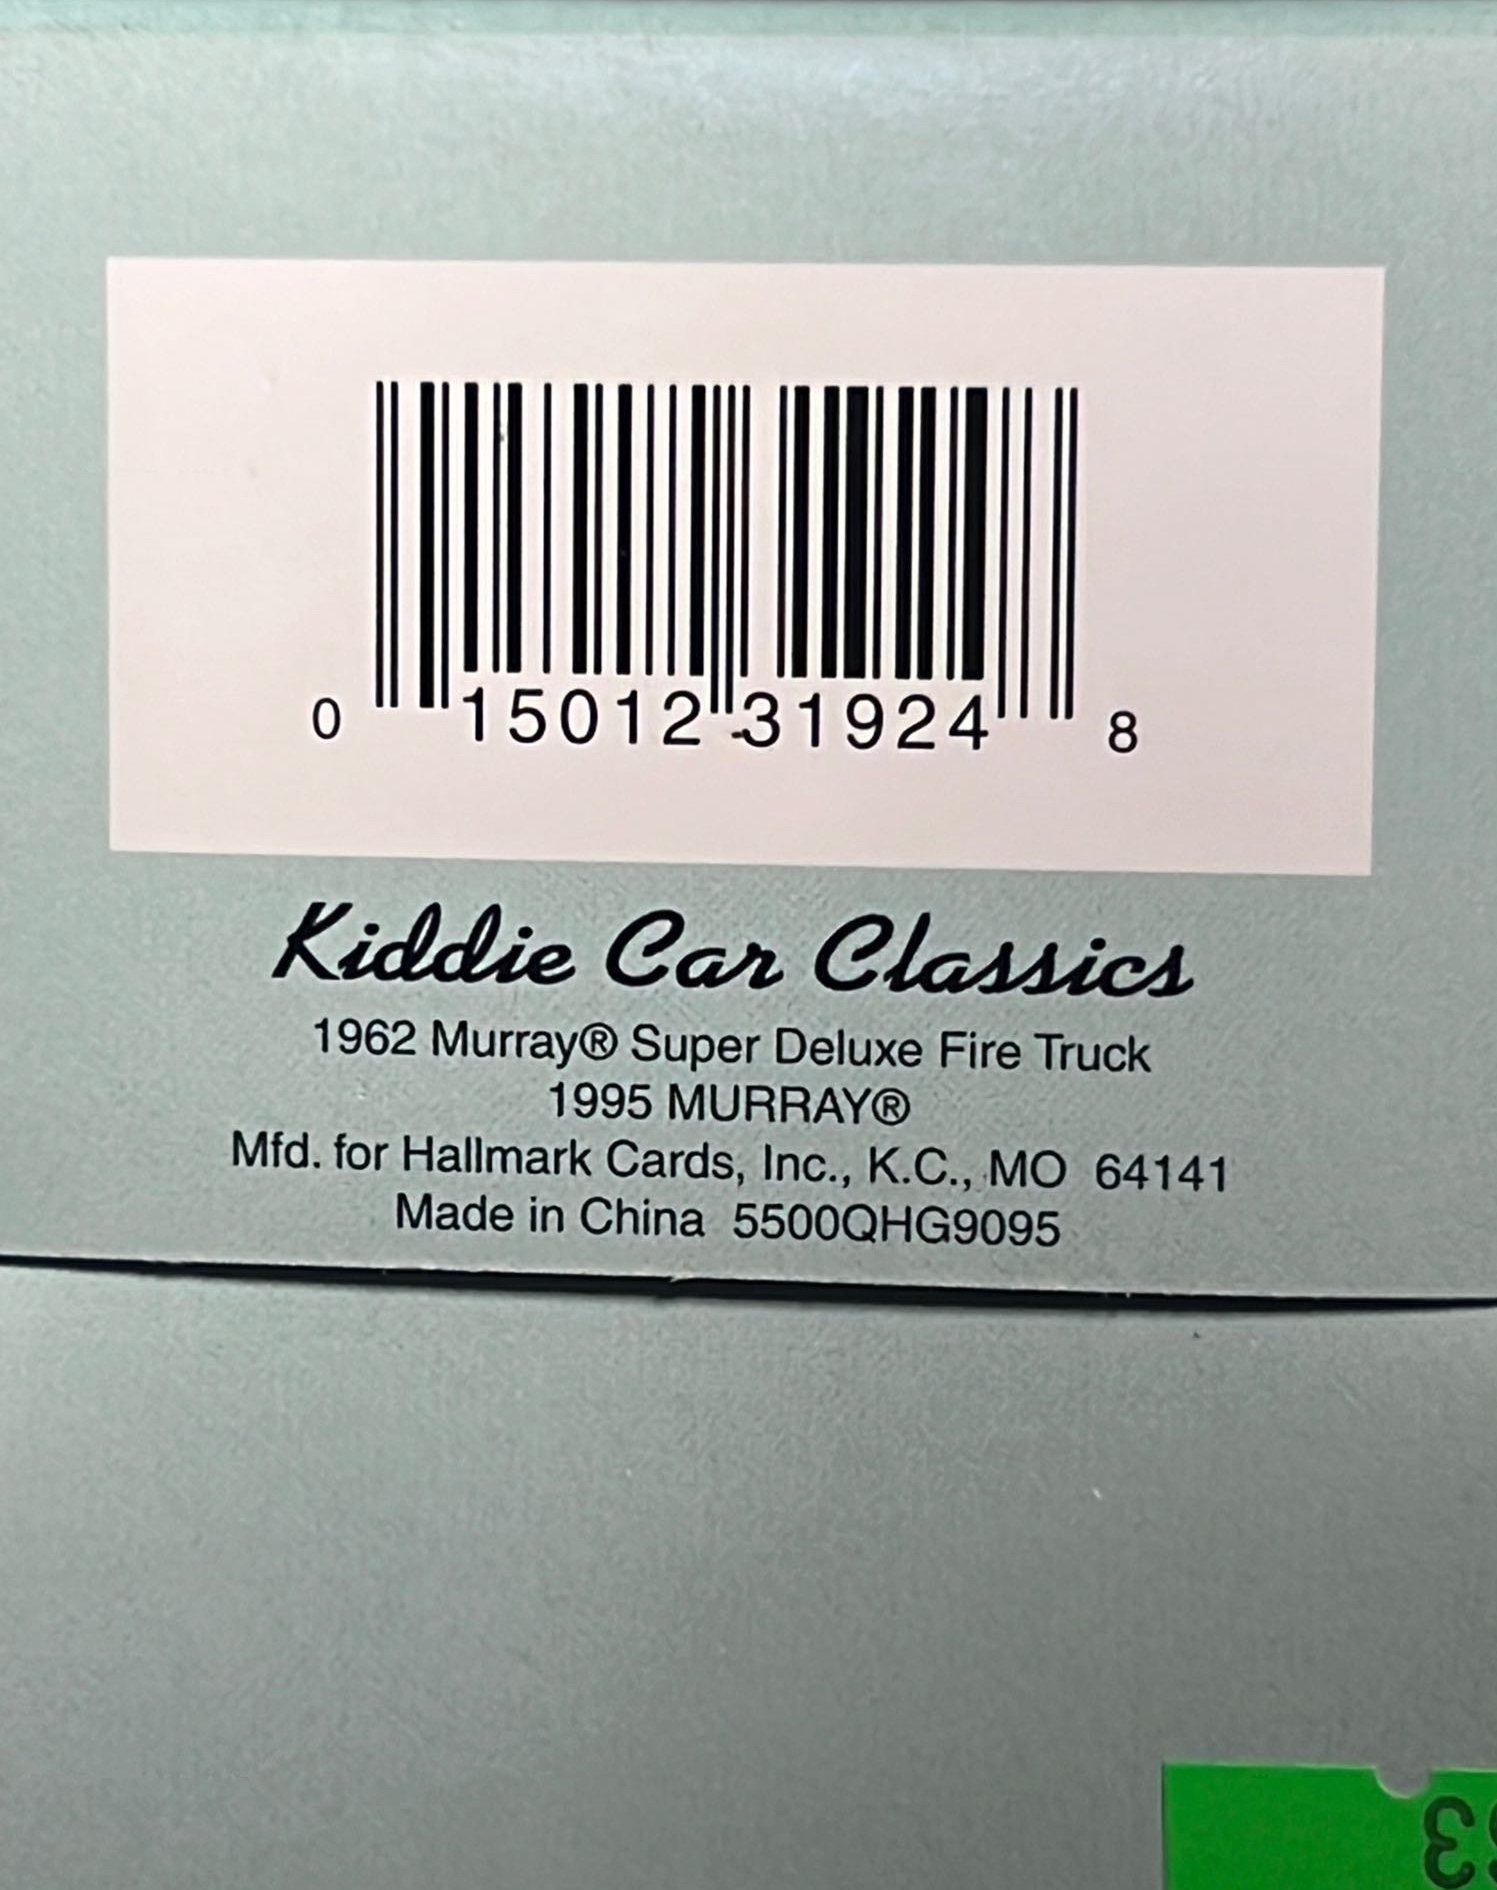 0 15012 31924 8
Kiddie Car Classics
1962 Murray® Super Deluxe Fire Truck
1995 MURRAY®
Mfd. for Hallmark Cards, Inc., K.C., MO 64141
Made in China 5500QHG9095